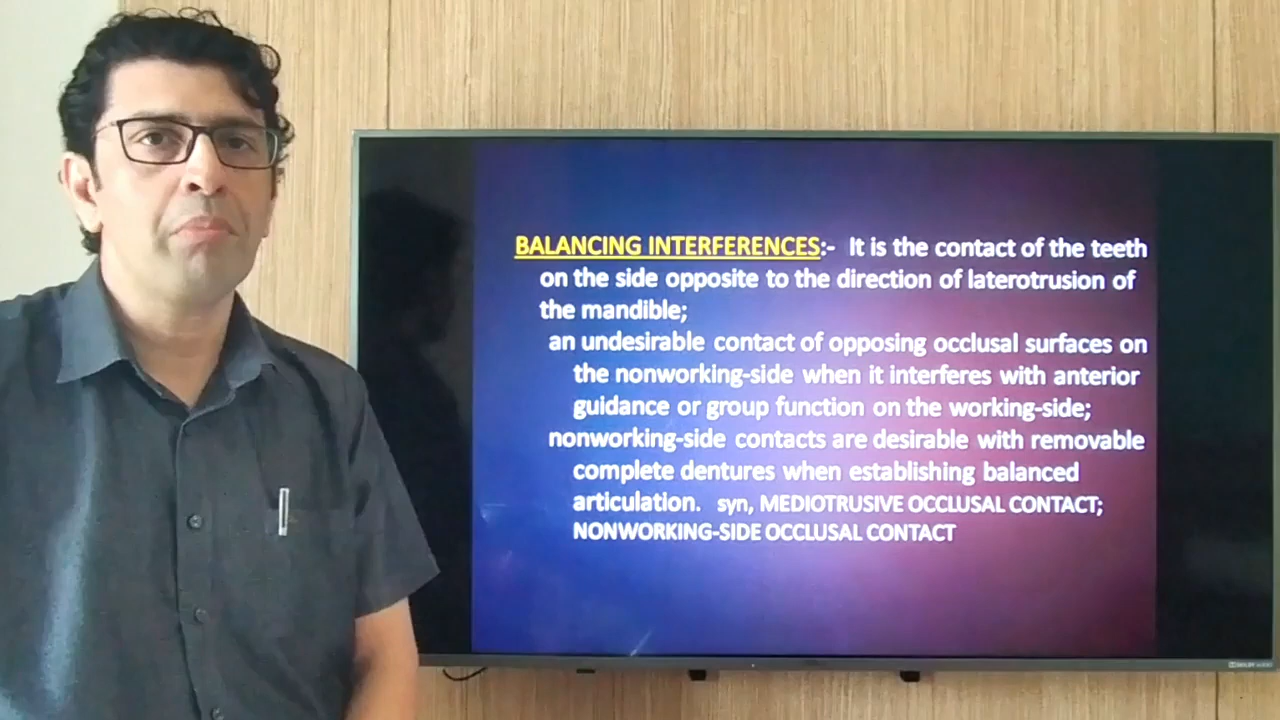 BALANCING INTERFERENCES:- It is the contact of the teeth
on the side opposite to the direction of laterotrusion of
the mandible;
an undesirable contact of opposing occlusal surfaces on
the nonworking-side when it interferes with anterior
guidance or group function on the working-side;
nonworking-side contacts are desirable with removable
complete dentures when establishing balanced
articulation. syn, MEDIOTRUSIVE OCCLUSAL CONTACT;
NONWORKING-SIDE OCCLUSAL CONTACT